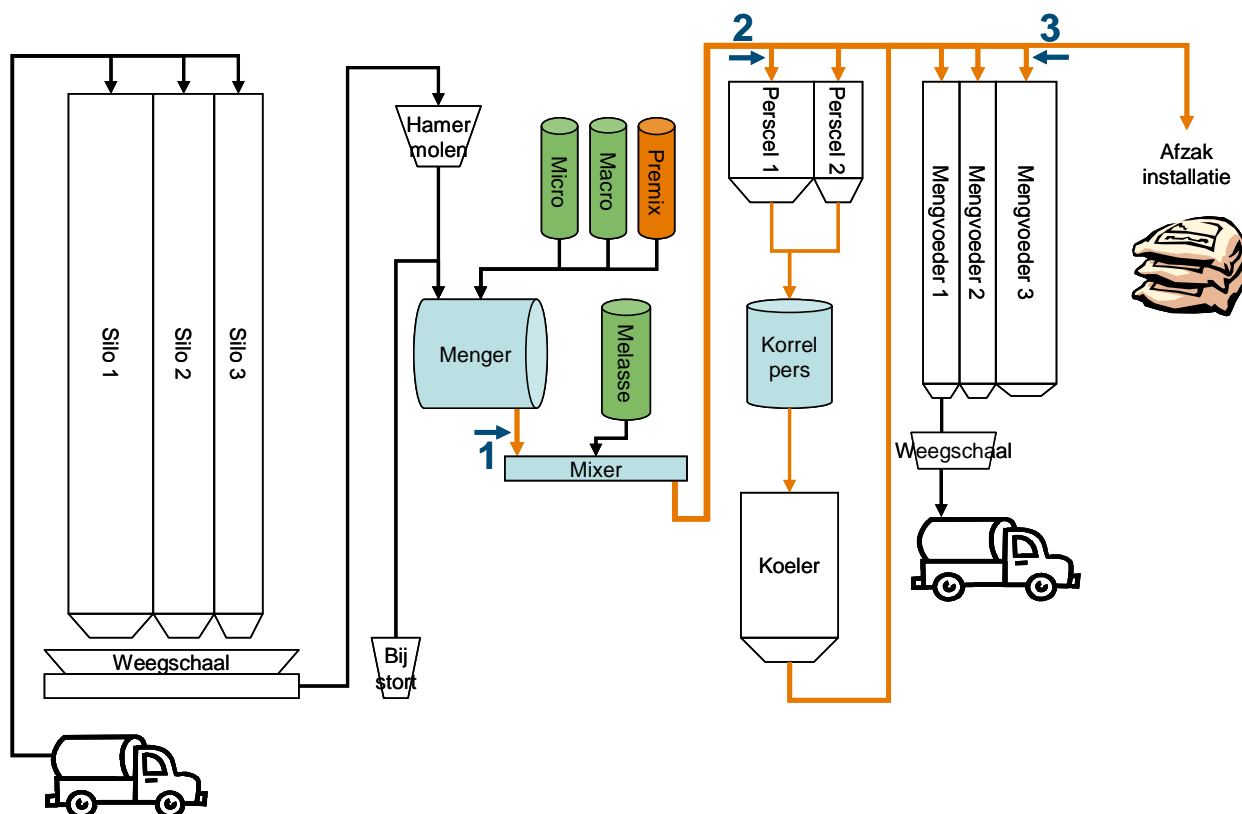 2
3
Hamer
molen
Micro
Macro
Premix
Perscel 1
Perscel 2
Afzak
installatie
Silo 1
Silo 2
Silo 3
Menger
Melasse
Korrel
pers
Mengvoeder 1
Mengvoeder 2
Mengvoeder 3
1
Mixer
Weegschaal
Koeler
Weegschaal
Bij
stort